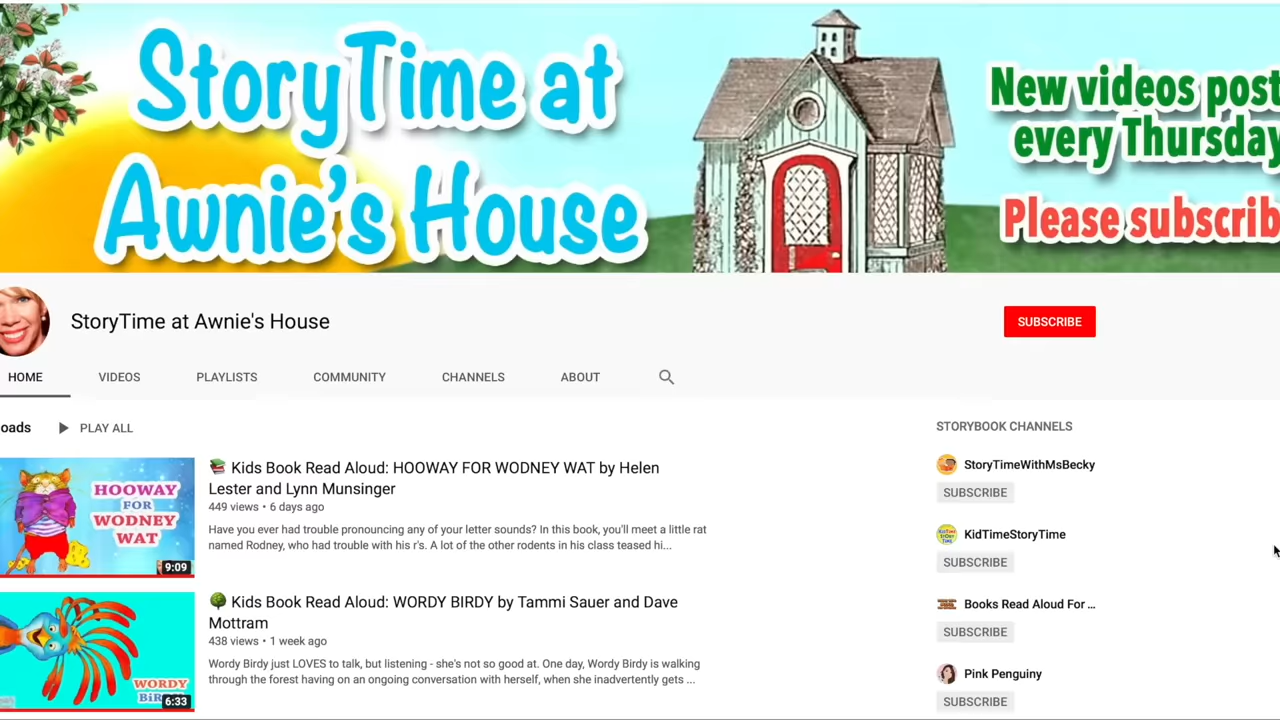 StoryTime at
Awnie's House
New videos post
every Thursday
Please subscrib
StoryTime at Awnie's House
SUBSCRIBE
HOME VIDEOS PLAYLISTS COMMUNITY CHANNELS ABOUT
oads PLAY ALL
HOOWAY
FOR
WODNEY
WAT
9:09
Kids Book Read Aloud: HOOWAY FOR WODNEY WAT by Helen
Lester and Lynn Munsinger
449 views • 6 days ago
Have you ever had trouble pronouncing any of your letter sounds? In this book, you'll meet a little rat
named Rodney, who had trouble with his r's. A lot of the other rodents in his class teased hi...
WORDY
BiR
6:33
Kids Book Read Aloud: WORDY BIRDY by Tammi Sauer and Dave
Mottram
438 views • 1 week ago
Wordy Birdy just LOVES to talk, but listening - she's not so good at. One day, Wordy Birdy is walking
through the forest having on an ongoing conversation with herself, when she inadvertently gets ...
STORYBOOK CHANNELS
StoryTimeWithMsBecky
SUBSCRIBE
KidTimeStoryTime
SUBSCRIBE
Books Read Aloud For ...
SUBSCRIBE
Pink Penguiny
SUBSCRIBE